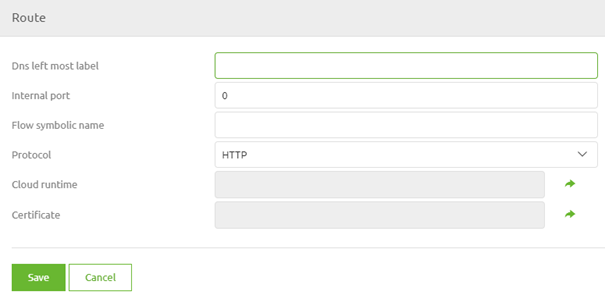 Route
Dns left most label
Internal port 0
Flow symbolic name
Protocol HTTP
Cloud runtime
Certificate
Save Cancel